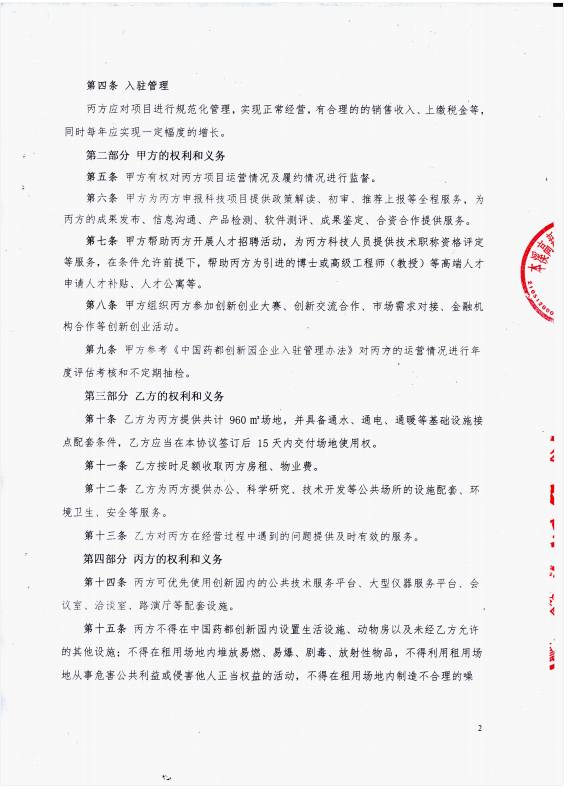 第四条 入驻管理
丙方应对项目进行规范化管理，实现正常经营，有合理的的销售收入、上缴税金等，
同时每年应实现一定幅度的增长。
第二部分 甲方的权利和义务
第五条 甲方有权对丙方项目运营情况及履约情况进行监督。
第六条 甲方为丙方申报科技项目提供政策解读、初审、推荐上报等全程服务，为
丙方的成果发布、信息沟通、产品检测、软件测评、成果鉴定、合资合作提供服务。
第七条 甲方帮助丙方开展人才招聘活动，为丙方科技人员提供技术职称资格评定
等服务，在条件允许前提下，帮助丙方为引进的博士或高级工程师（教授）等高端人才
申请人才补贴、人才公寓等。
第八条 甲方组织丙方参加创新创业大赛、创新交流合作、市场需求对接、金融机
构合作等创新创业活动。
第九条 甲方参考《中国药都创新园企业入驻管理办法》对丙方的运营情况进行年
度评估考核和不定期抽检。
第三部分 乙方的权利和义务
第十条 乙方为丙方提供共计 960 ㎡场地，并具备通水、通电、通暖等基础设施接
点配套条件，乙方应当在本协议签订后 15 天内交付场地使用权。
第十一条 乙方按时足额收取丙方房租、物业费。
第十二条 乙方为丙方提供办公、科学研究、技术开发等公共场所的设施配套、环
境卫生、安全等服务。
第十三条 乙方对丙方在经营过程中遇到的问题提供及时有效的服务。
第四部分 丙方的权利和义务
第十四条 丙方可优先使用创新园内的公共技术服务平台、大型仪器服务平台、会
议室、洽谈室、路演厅等配套设施。
第十五条 丙方不得在中国药都创新园内设置生活设施、动物房以及未经乙方允许
的其他设施；不得在租用场地内堆放易燃、易爆、剧毒、放射性物品，不得利用租用场
地从事危害公共利益或侵害他人正当权益的活动，不得在租用场地内制造不合理的噪
2
本溪高新
210512000